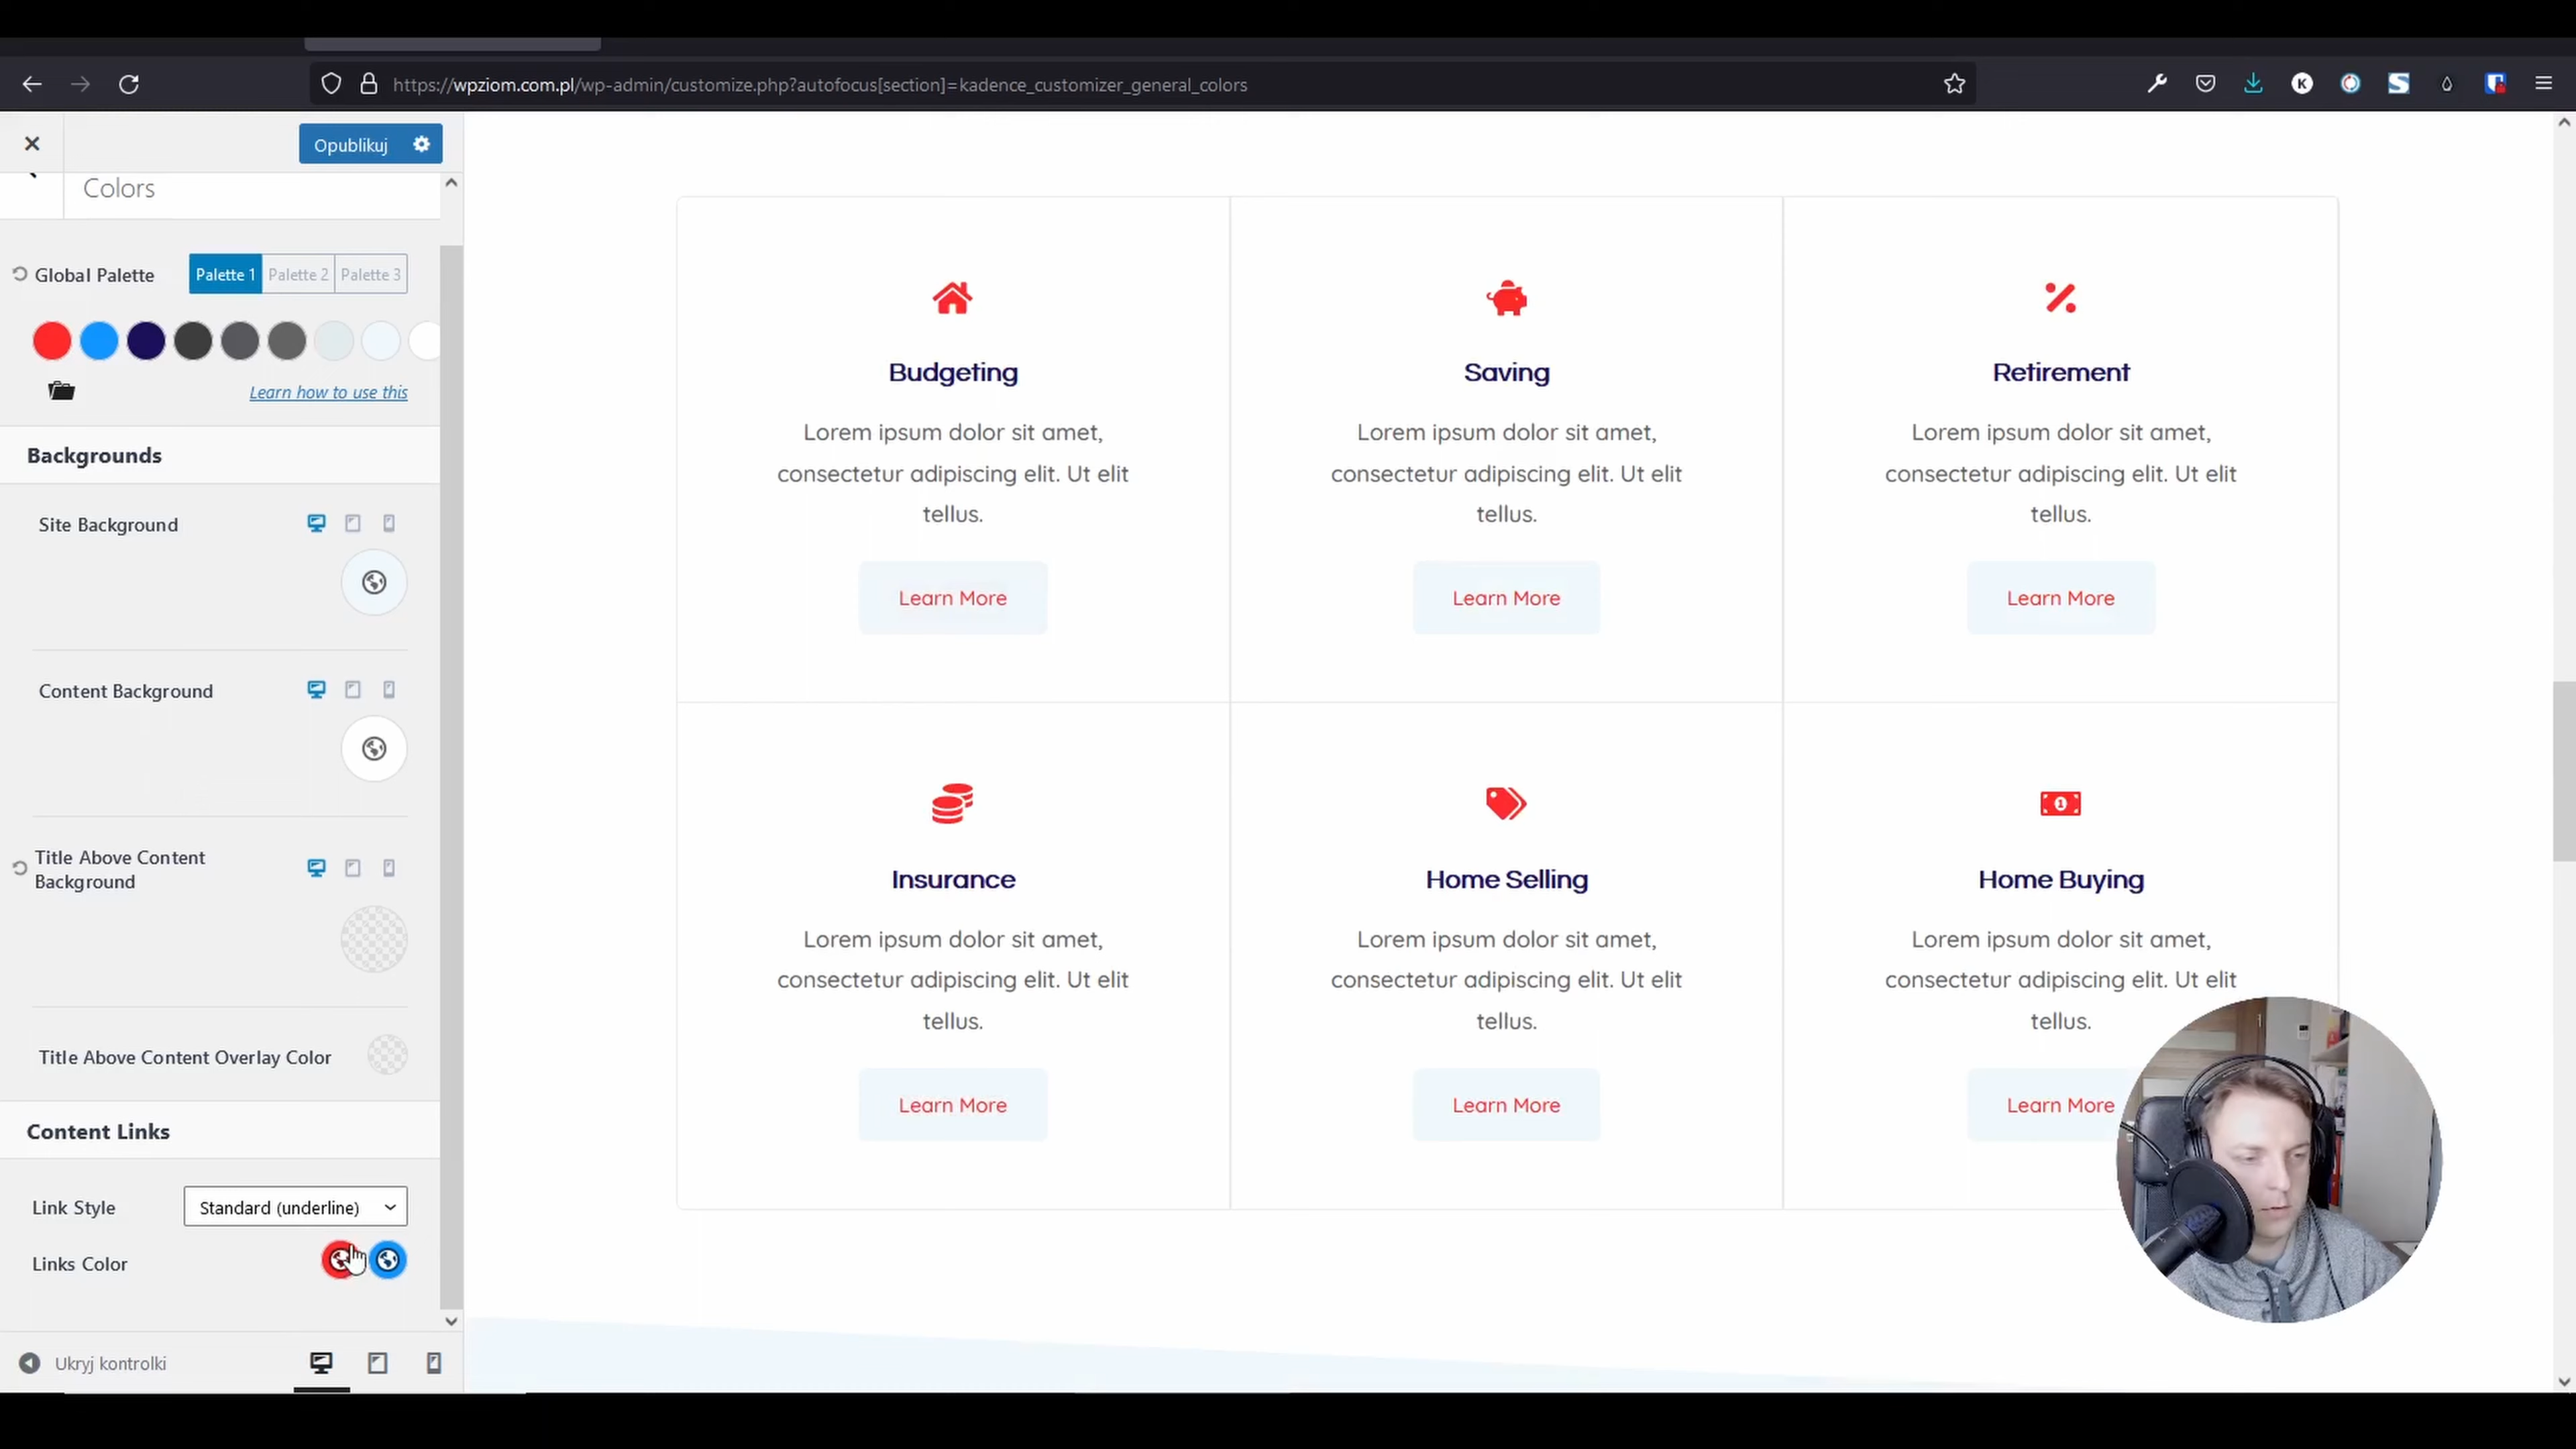 https://wpziom.com.pl/wp-admin/customize.php?autofocus[section]=kadence_customizer_general_colors
Opublikuj
Colors
Global Palette
Palette 1
Palette 2
Palette 3
Learn how to use this
Backgrounds
Site Background
Content Background
Title Above Content
Background
Title Above Content Overlay Color
Content Links
Link Style
Standard (underline)
Links Color
Ukryj kontrolki
Budgeting
Lorem ipsum dolor sit amet,
consectetur adipiscing elit. Ut elit
tellus.
Learn More
Saving
Lorem ipsum dolor sit amet,
consectetur adipiscing elit. Ut elit
tellus.
Learn More
Retirement
Lorem ipsum dolor sit amet,
consectetur adipiscing elit. Ut elit
tellus.
Learn More
Insurance
Lorem ipsum dolor sit amet,
consectetur adipiscing elit. Ut elit
tellus.
Learn More
Home Selling
Lorem ipsum dolor sit amet,
consectetur adipiscing elit. Ut elit
tellus.
Learn More
Home Buying
Lorem ipsum dolor sit amet,
consectetur adipiscing elit. Ut elit
tellus.
Learn More